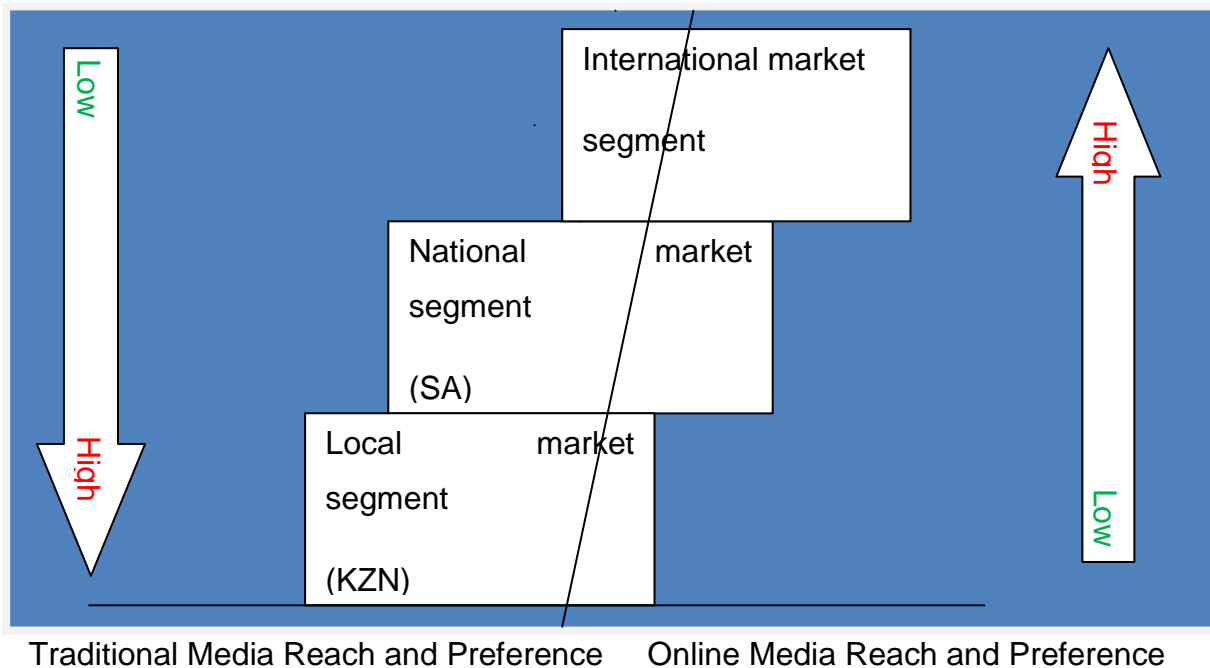 Low
High
International market
segment
National market
segment
(SA)
Local market
segment
(KZN)
High
Low
Traditional Media Reach and Preference
Online Media Reach and Preference